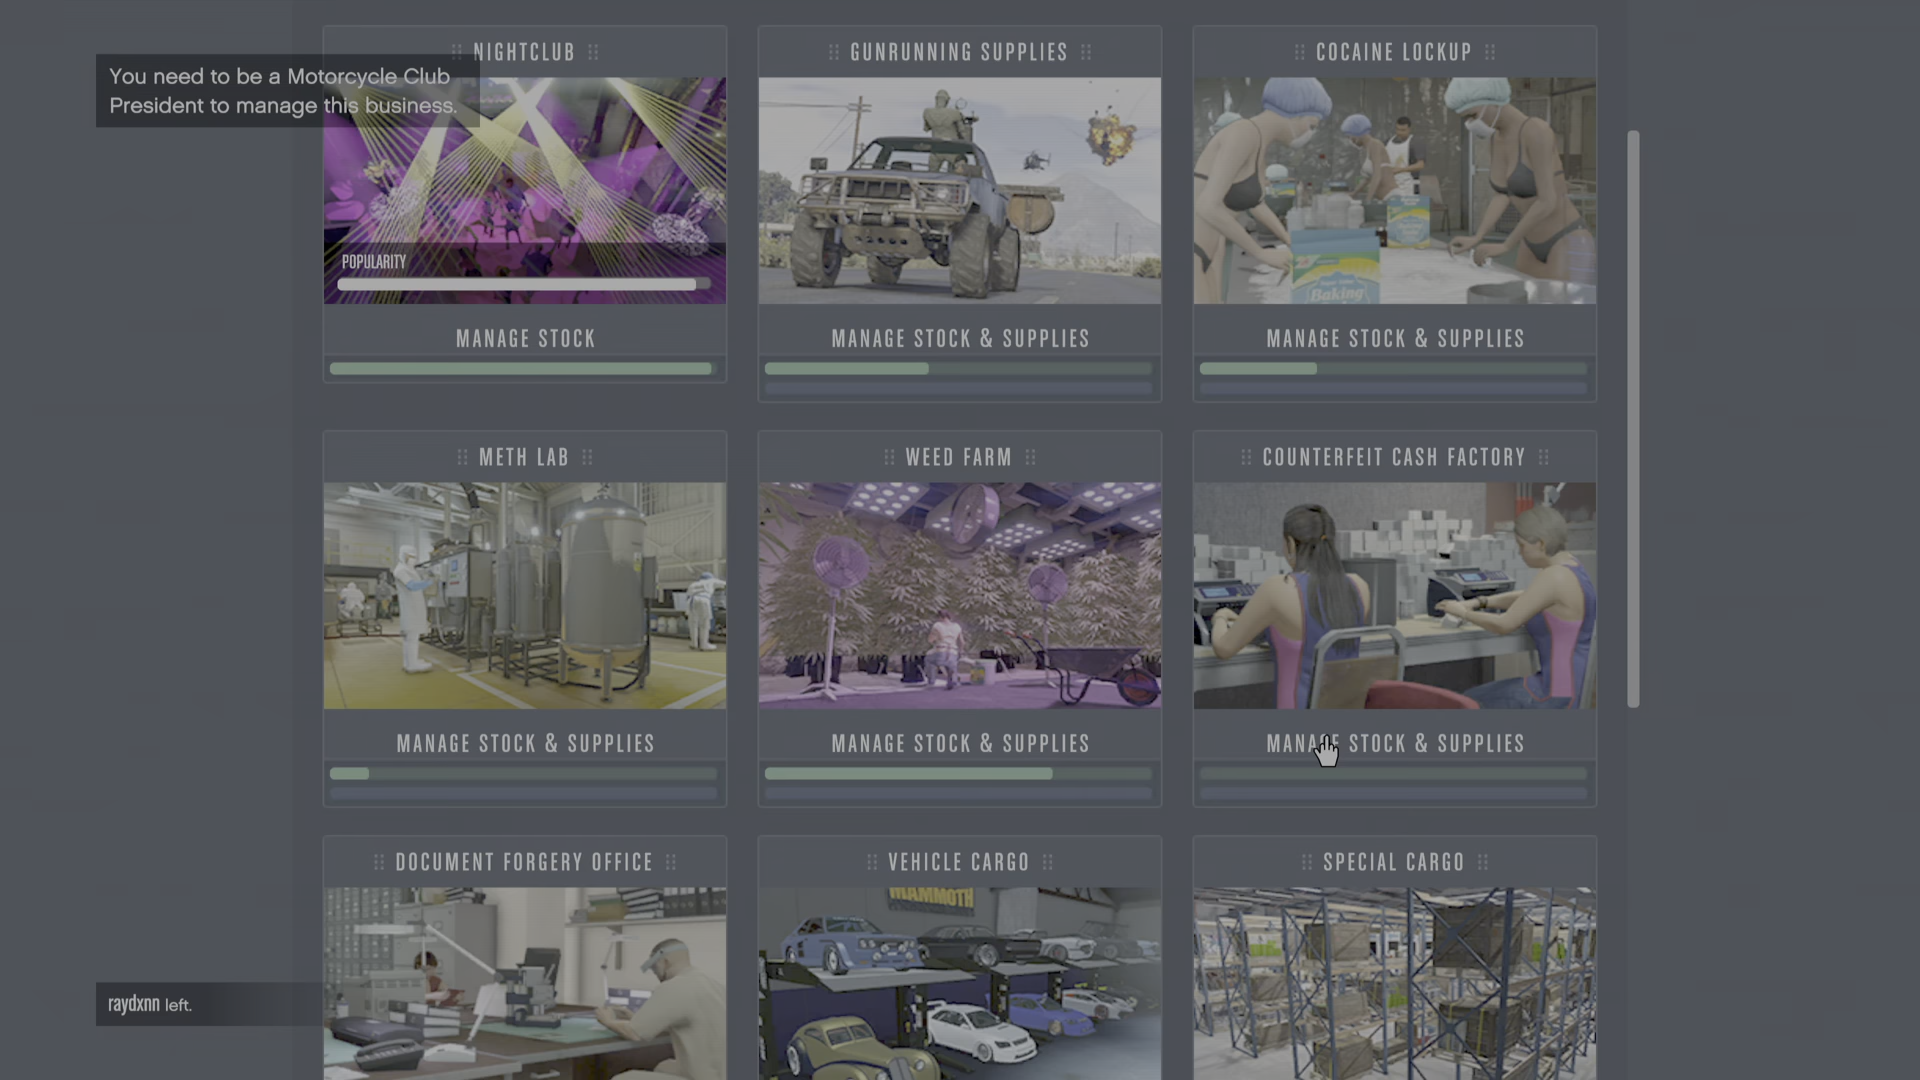 NIGHTCLUB
GUNRUNNING SUPPLIES
COCAINE LOCKUP
You need to be a Motorcycle Club
President to manage this business.
POPULARITY
Baking
MANAGE STOCK
MANAGE STOCK & SUPPLIES
MANAGE STOCK & SUPPLIES
METH LAB
WEED FARM
COUNTERFEIT CASH FACTORY
MANAGE STOCK & SUPPLIES
MANAGE STOCK & SUPPLIES
MANAGE STOCK & SUPPLIES
DOCUMENT FORGERY OFFICE
VEHICLE CARGO
SPECIAL CARGO
MAMMOTH
raydxnn left.